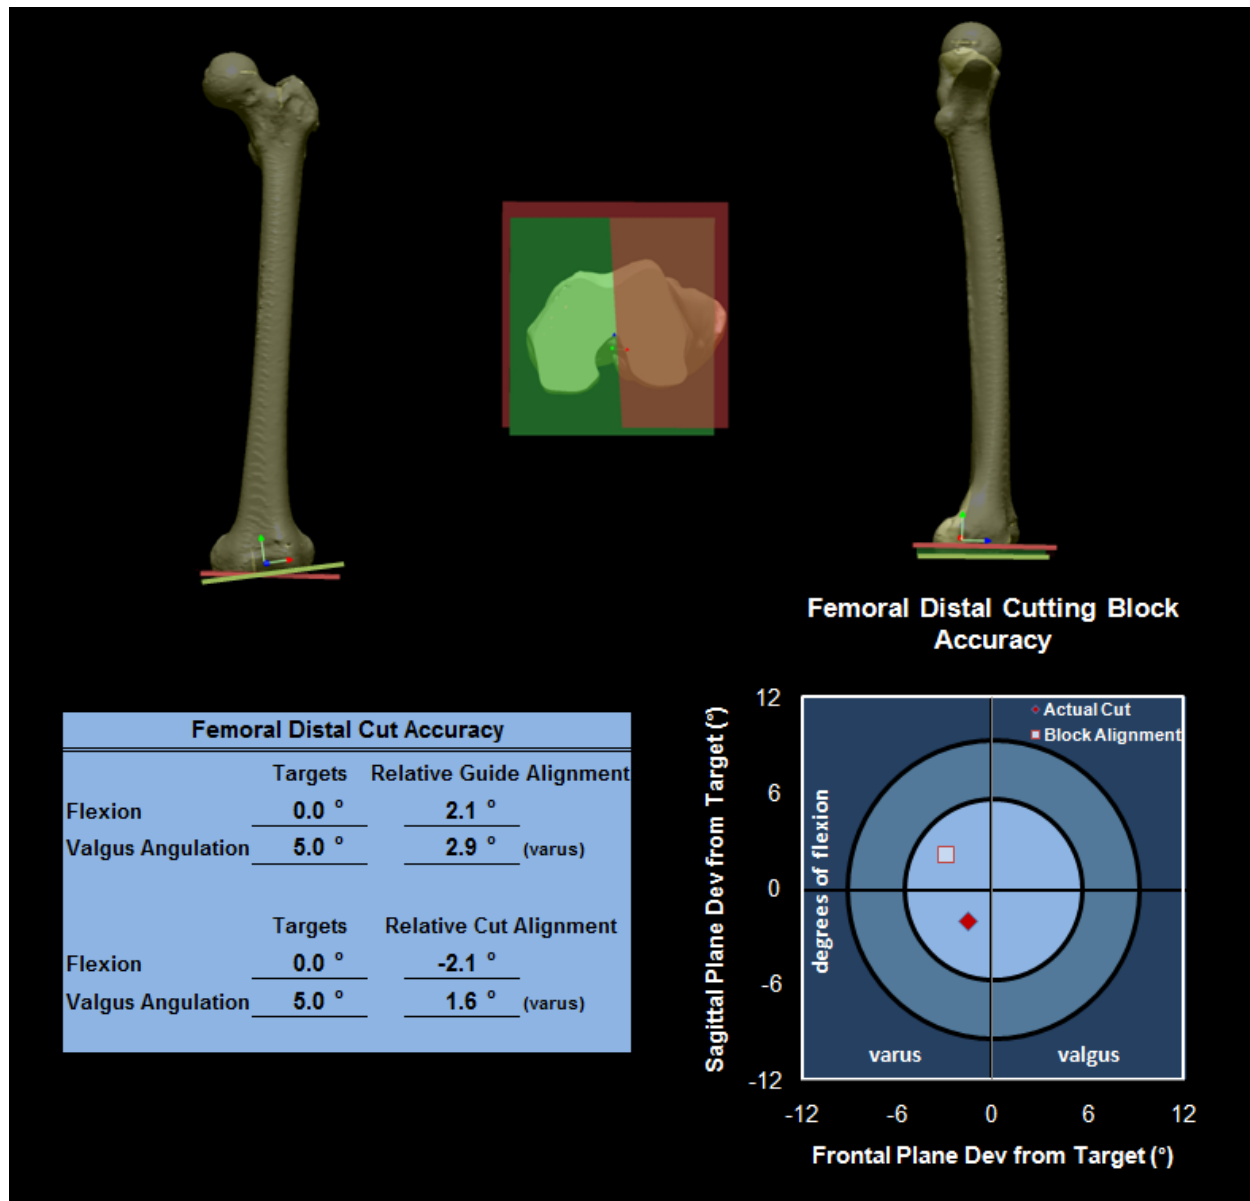 Femoral Distal Cutting Block
Accuracy
Femoral Distal Cut Accuracy
Targets Relative Guide Alignment
Flexion 0.0 ° 2.1 °
Valgus Angulation 5.0 ° 2.9 ° (varus)
Targets Relative Cut Alignment
Flexion 0.0 ° -2.1 °
Valgus Angulation 5.0 ° 1.6 ° (varus)
Sagittal Plane Dev from Target (°)
12
6
0
-6
-12
degrees of flexion
Actual Cut
Block Alignment
varus valgus
-12 -6 0 6 12
Frontal Plane Dev from Target (°)